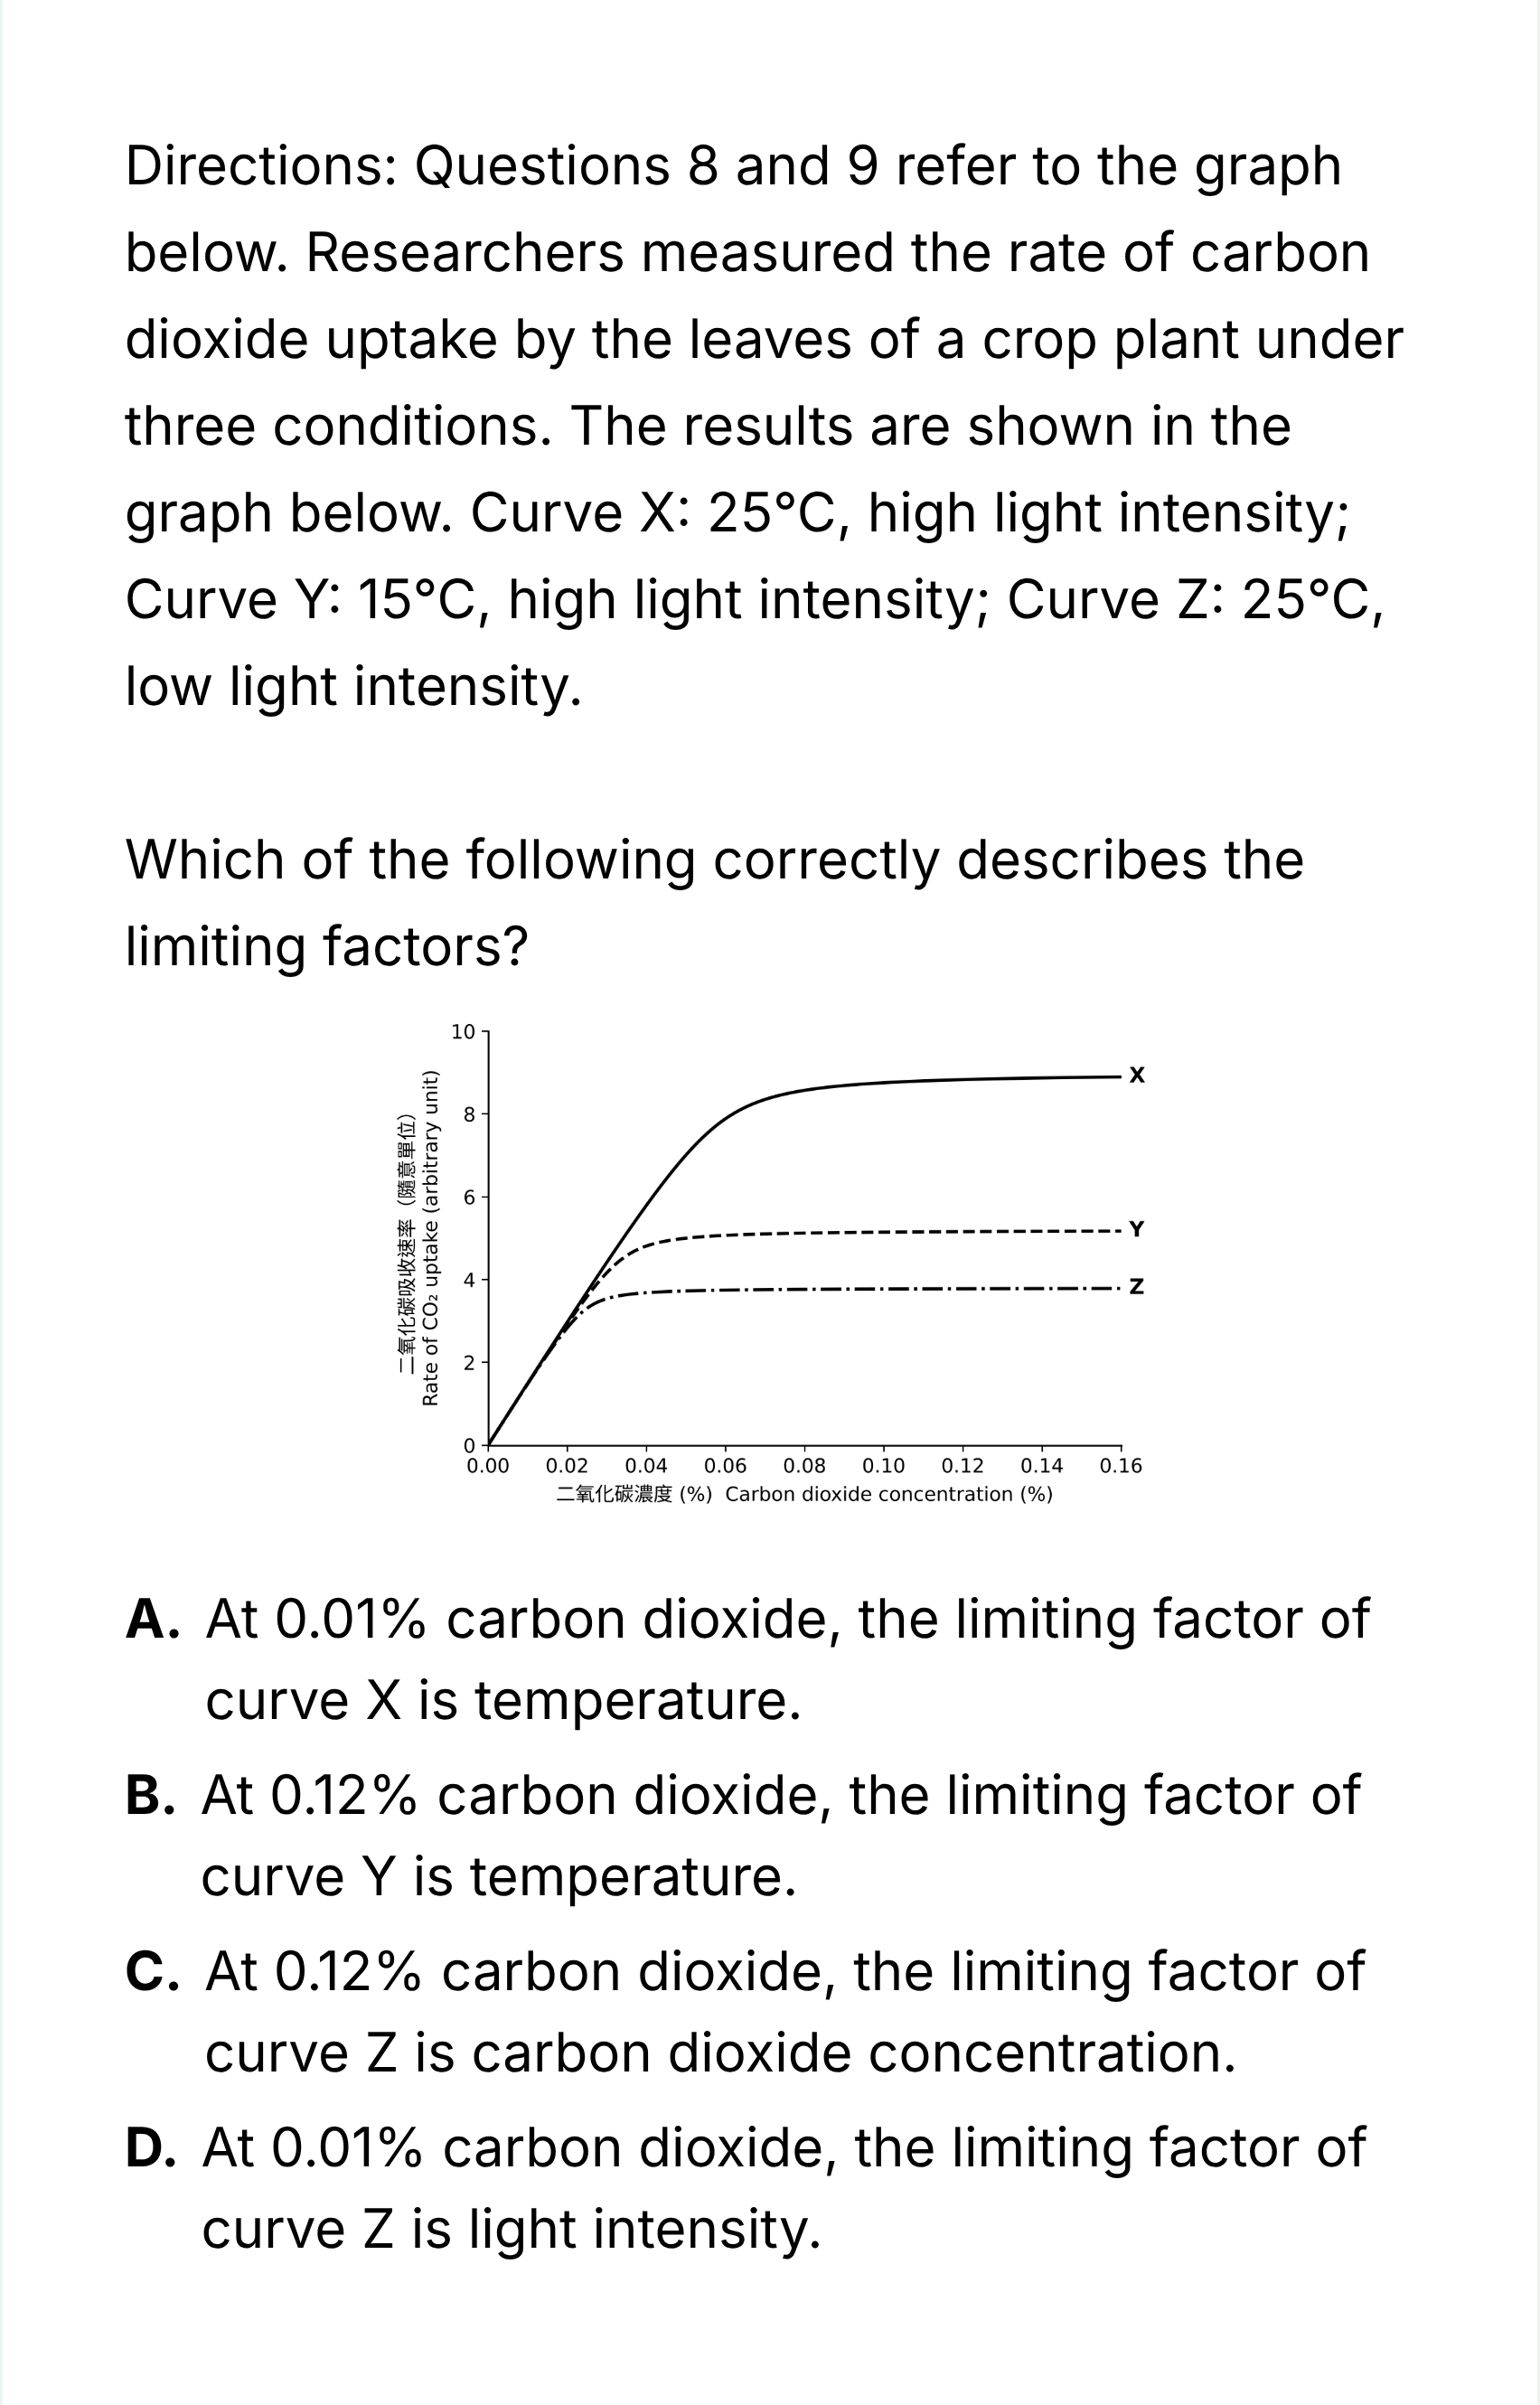 Directions: Questions 8 and 9 refer to the graph
below. Researchers measured the rate of carbon
dioxide uptake by the leaves of a crop plant under
three conditions. The results are shown in the
graph below. Curve X: 25°C, high light intensity;
Curve Y: 15°C, high light intensity; Curve Z: 25°C,
low light intensity.
Which of the following correctly describes the
limiting factors?
二氧化碳吸收速率（隨意單位）
Rate of CO₂ uptake (arbitrary unit)
10
8
6
4
2
0
X
Y
Z
0.00 0.02 0.04 0.06 0.08 0.10 0.12 0.14 0.16
二氧化碳濃度 (%) Carbon dioxide concentration (%)
A. At 0.01% carbon dioxide, the limiting factor of
curve X is temperature.
B. At 0.12% carbon dioxide, the limiting factor of
curve Y is temperature.
C. At 0.12% carbon dioxide, the limiting factor of
curve Z is carbon dioxide concentration.
D. At 0.01% carbon dioxide, the limiting factor of
curve Z is light intensity.